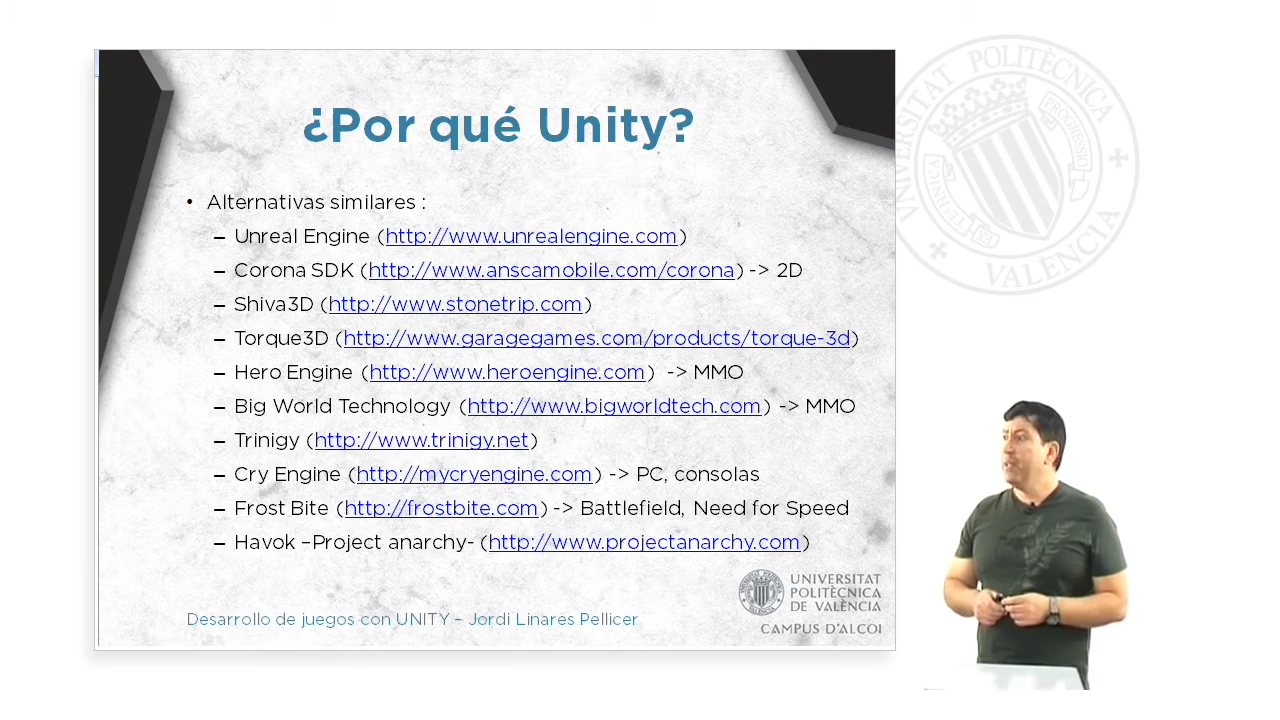 ¿Por qué Unity?
• Alternativas similares :
– Unreal Engine (http://www.unrealengine.com)
– Corona SDK (http://www.anscamobile.com/corona) -> 2D
– Shiva3D (http://www.stonetrip.com)
– Torque3D (http://www.garagegames.com/products/torque-3d)
– Hero Engine (http://www.heroengine.com) -> MMO
– Big World Technology (http://www.bigworldtech.com) -> MMO
– Trinigy (http://www.trinigy.net)
– Cry Engine (http://mycryengine.com) -> PC, consolas
– Frost Bite (http://frostbite.com) -> Battlefield, Need for Speed
– Havok –Project anarchy- (http://www.projectanarchy.com)
Desarrollo de juegos con UNITY – Jordi Linares Pellicer
UNIVERSITAT
POLITÈCNICA
DE VALÈNCIA
CAMPUS D'ALCOI
UNIVERSITAT POLITÈCNICA
VALÈNCIA